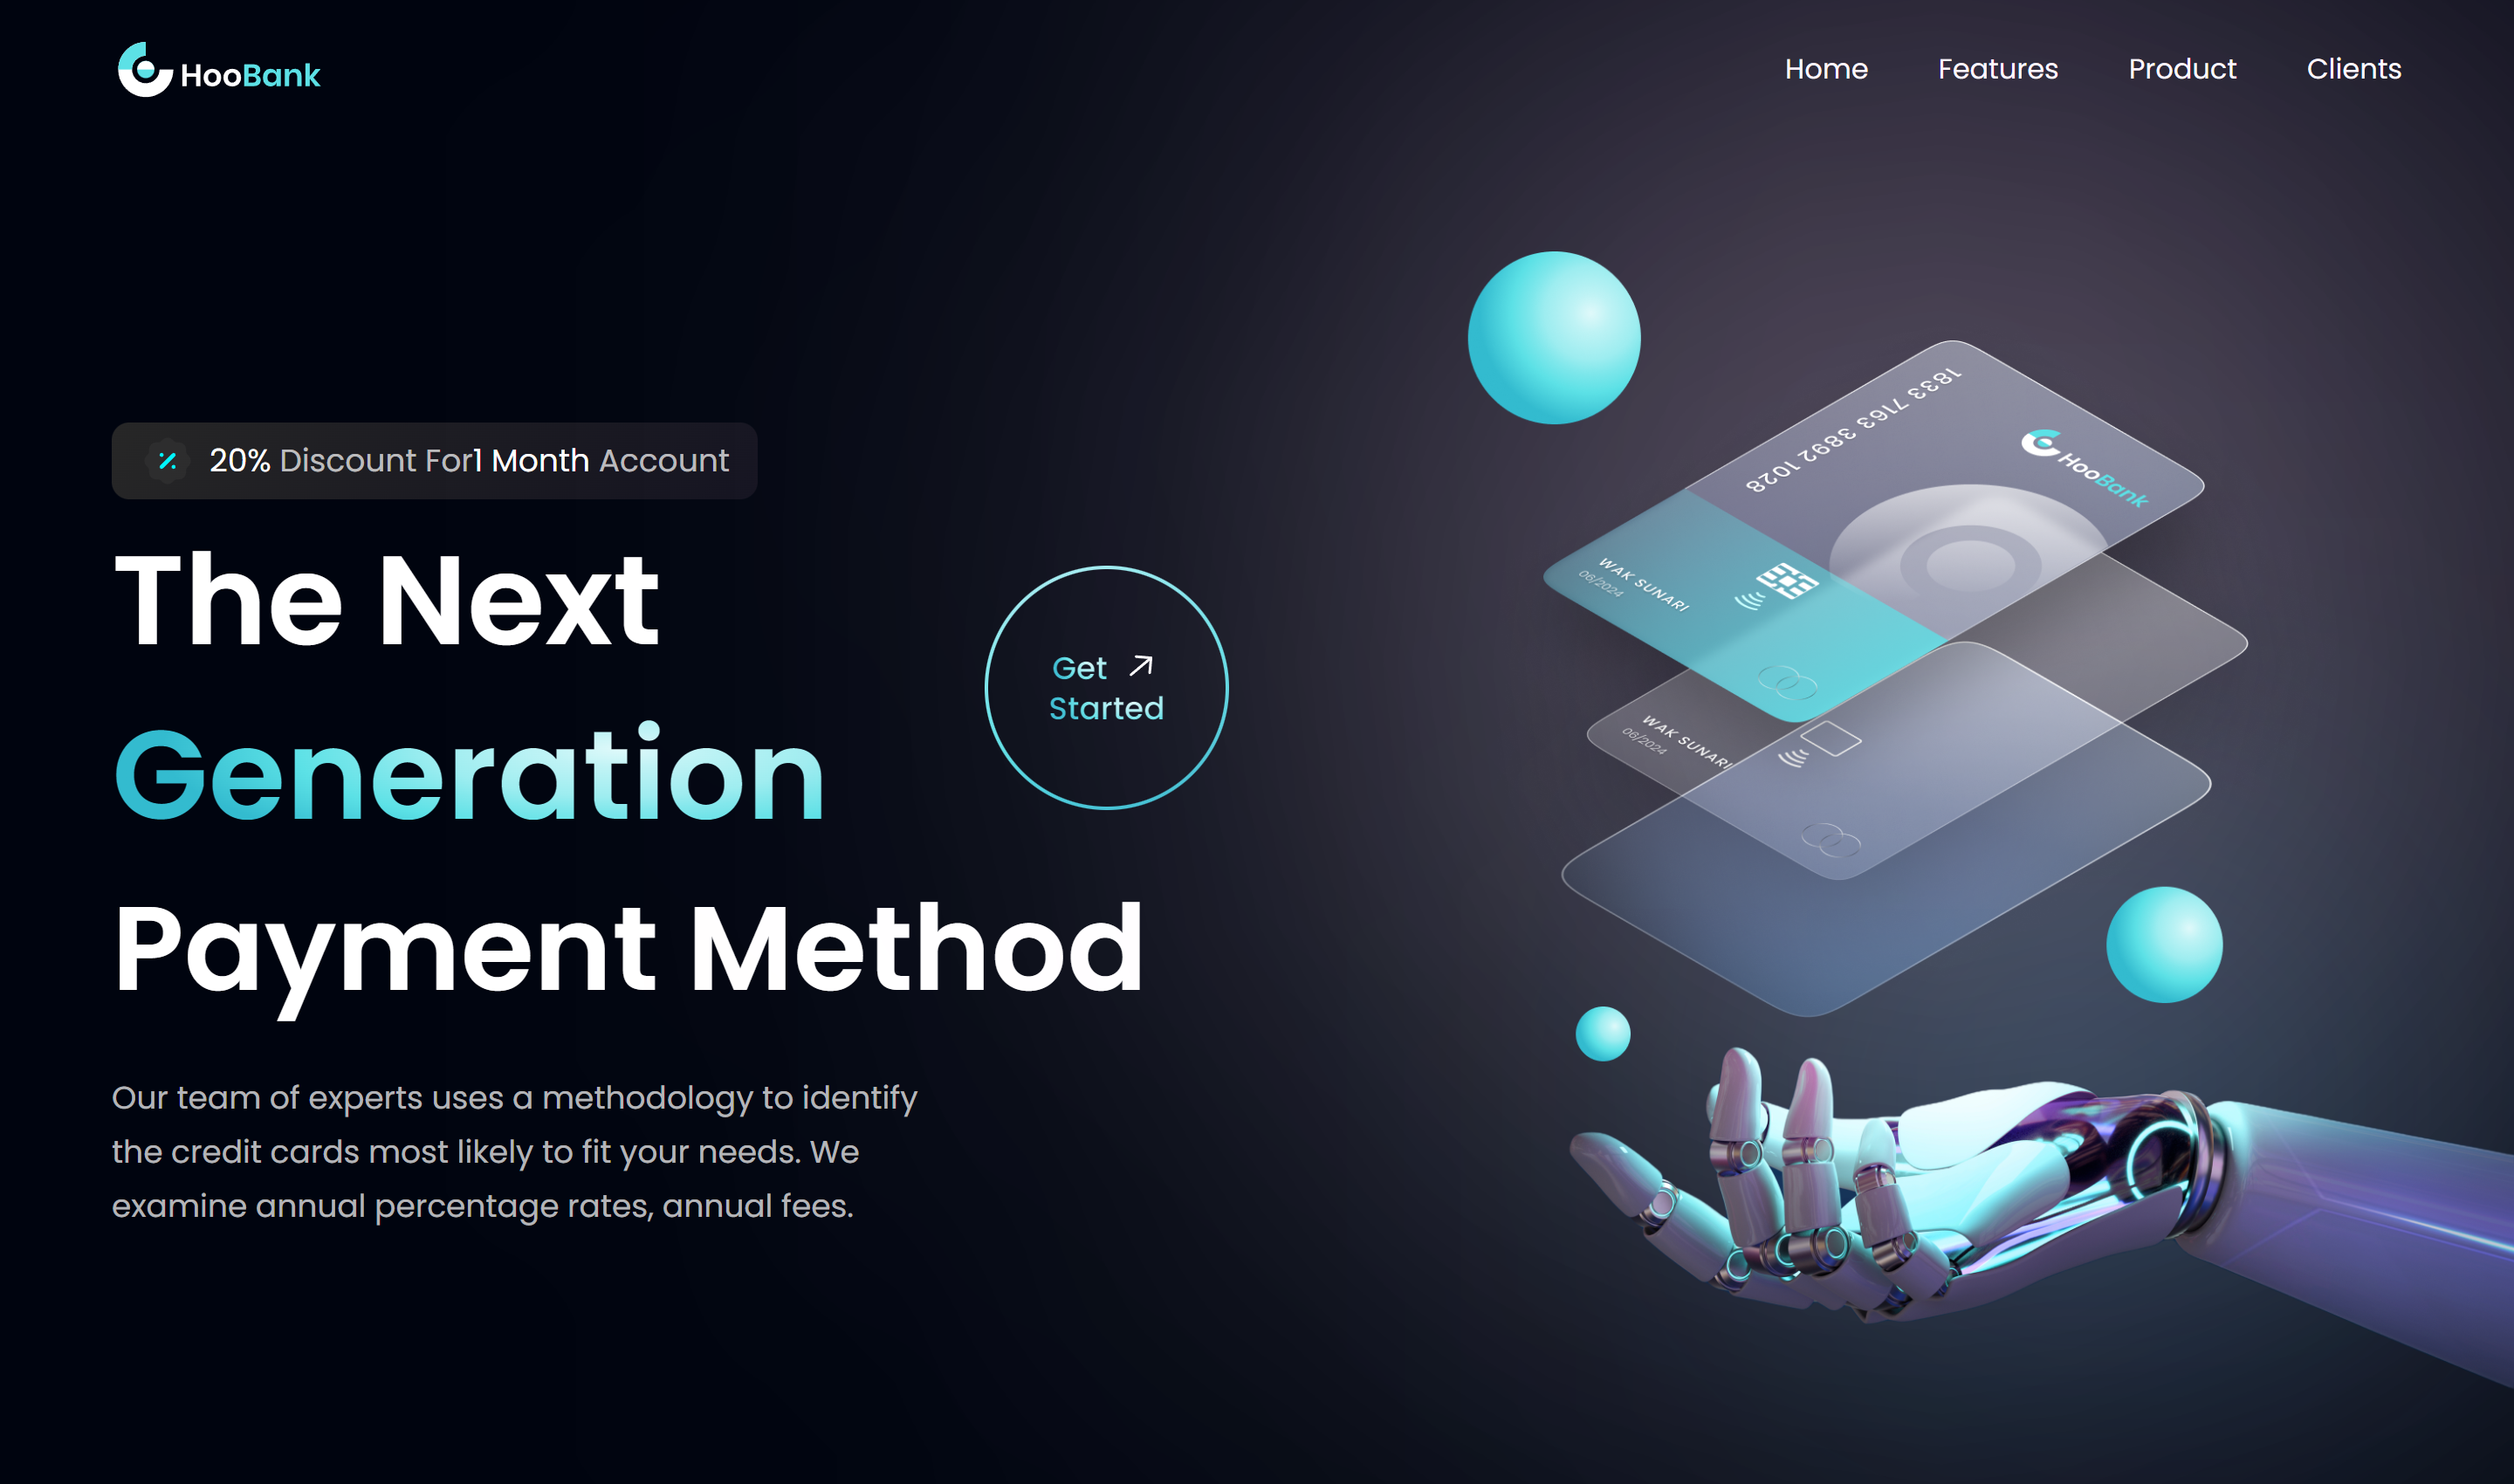 HooBank
Home Features Product Clients
20% Discount For1 Month Account
The Next
Generation
Payment Method
Get
Started
Our team of experts uses a methodology to identify
the credit cards most likely to fit your needs. We
examine annual percentage rates, annual fees.
1833 7163 3892 1028
HooBank
WAK SUNARI
06/2024
WAK SUNARI
06/2024